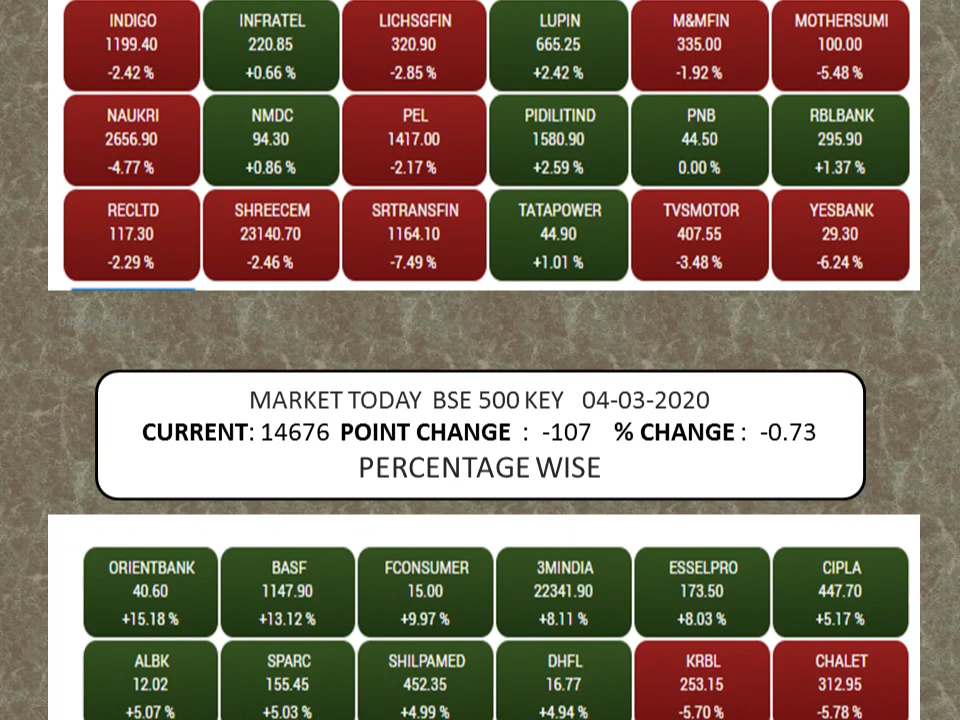 INDIGO INFRATEL LICHSGFIN LUPIN M&MFIN MOTHERSUMI
1199.40 220.85 320.90 665.25 335.00 100.00
-2.42 % +0.66 % -2.85 % +2.42 % -1.92 % -5.48 %
NAUKRI NMDC PEL PIDILITIND PNB RBLBANK
2656.90 94.30 1417.00 1580.90 44.50 295.90
-4.77 % +0.86 % -2.17 % +2.59 % 0.00 % +1.37 %
RECLTD SHREECEM SRTRANSFIN TATAPOWER TVSMOTOR YESBANK
117.30 23140.70 1164.10 44.90 407.55 29.30
-2.29 % -2.46 % -7.49 % +1.01 % -3.48 % -6.24 %
MARKET TODAY BSE 500 KEY 04-03-2020
CURRENT: 14676 POINT CHANGE : -107 % CHANGE : -0.73
PERCENTAGE WISE
ORIENTBANK BASF FCONSUMER 3MINDIA ESSELPRO CIPLA
40.60 1147.90 15.00 22341.90 173.50 447.70
+15.18 % +13.12 % +9.97 % +8.11 % +8.03 % +5.17 %
ALBK SPARC SHILPAMED DHFL KRBL CHALET
12.02 155.45 452.35 16.77 253.15 312.95
+5.07 % +5.03 % +4.99 % +4.94 % -5.70 % -5.78 %